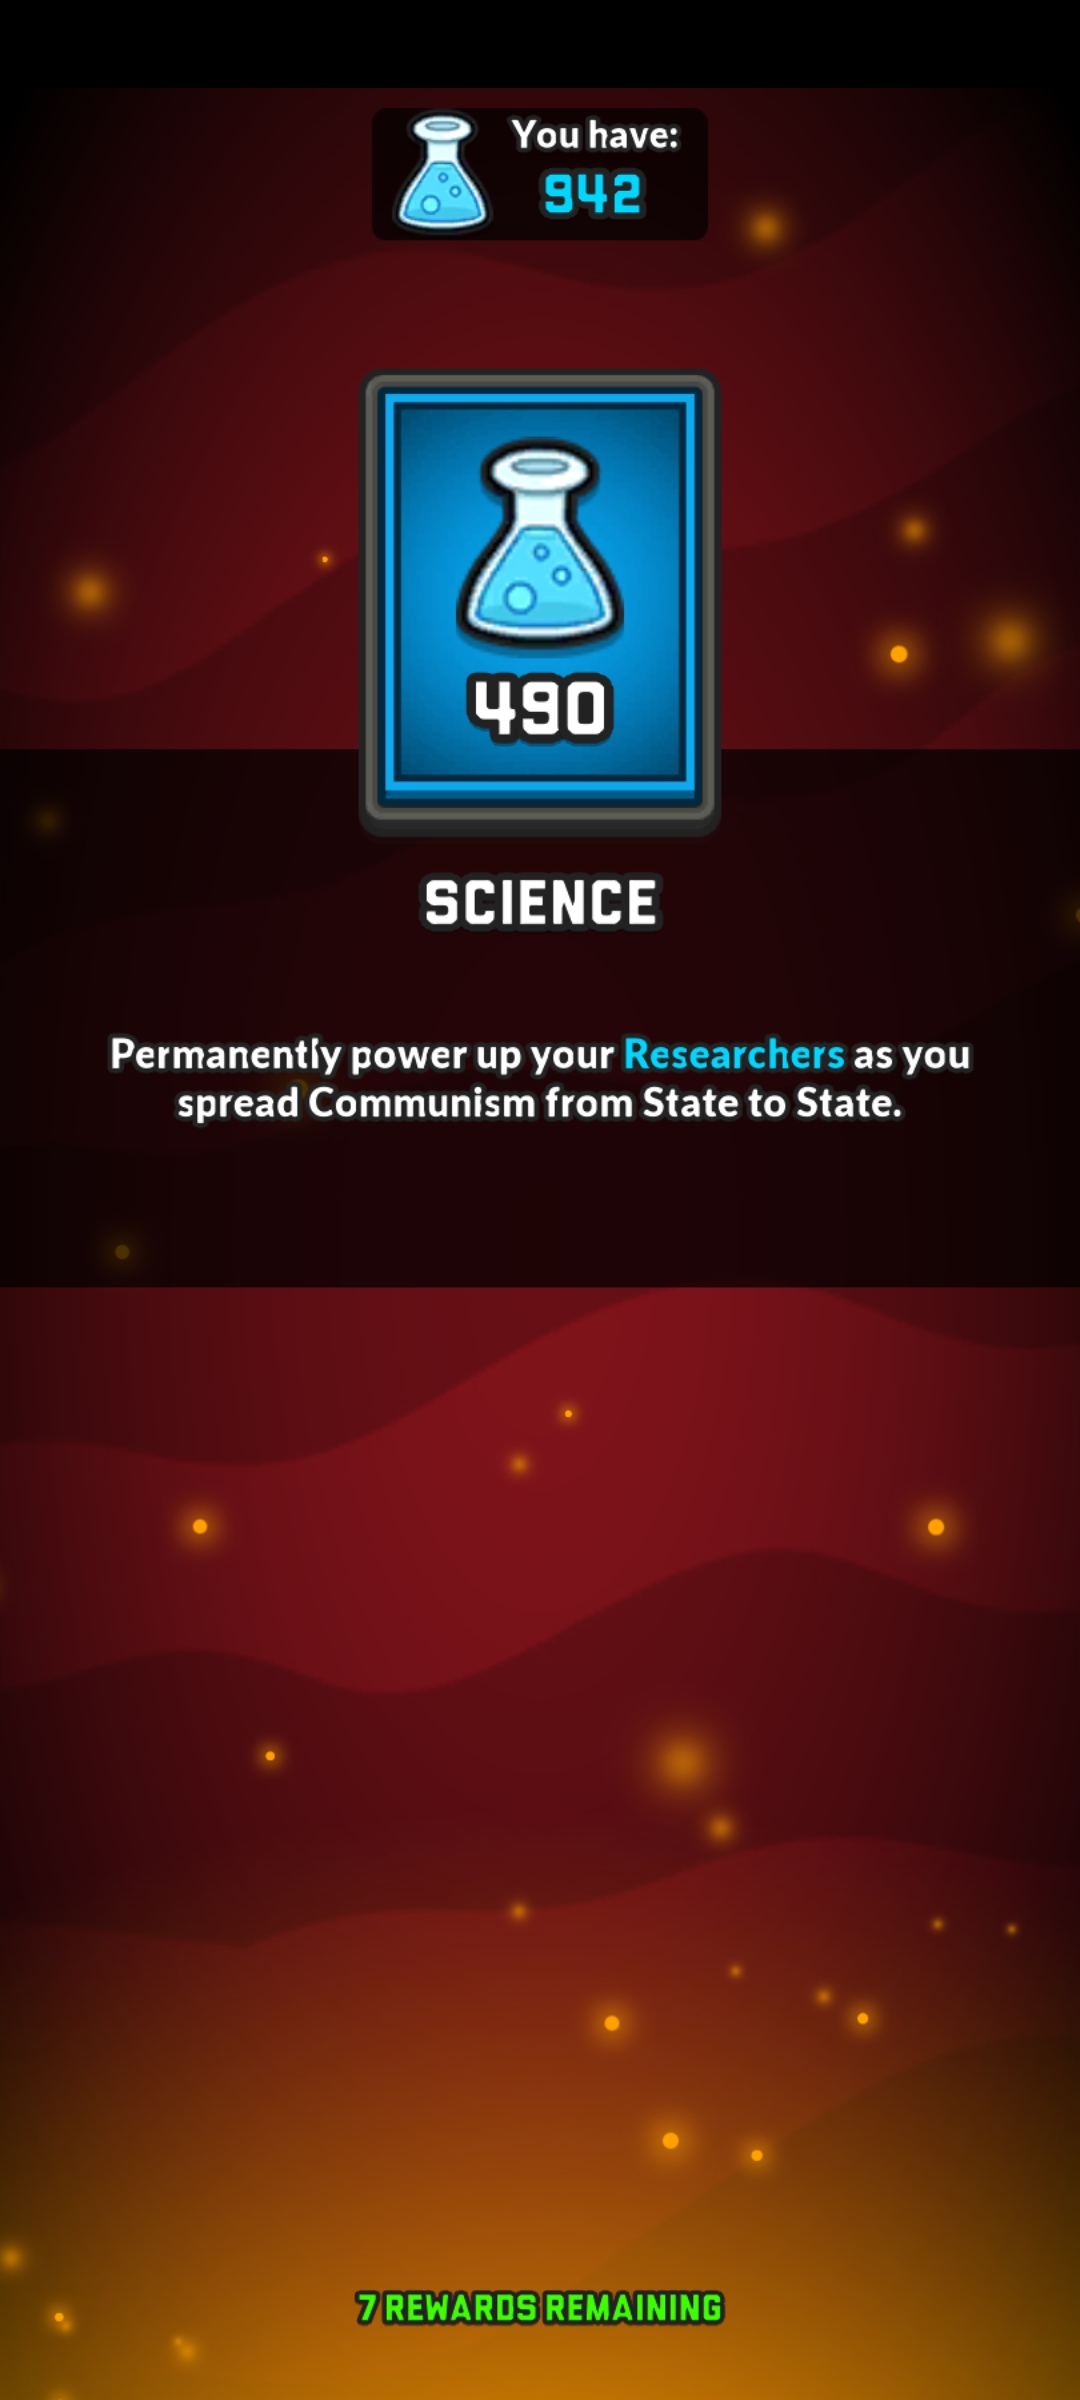 You have:
942
490
SCIENCE
Permanently power up your Researchers as you
spread Communism from State to State.
7 REWARDS REMAINING